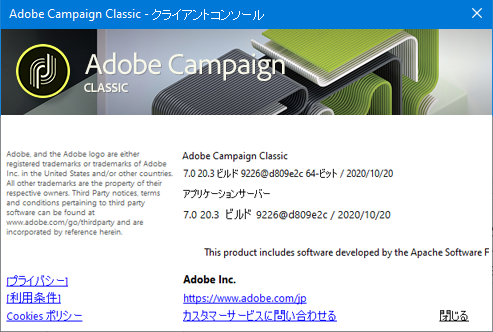 Adobe Campaign Classic - クライアントコンソール
Adobe Campaign
CLASSIC
Adobe, and the Adobe logo are either
registered trademarks or trademarks of Adobe
Inc. in the United States and/or other countries.
All other trademarks are the property of their
respective owners. Third Party notices, terms
and conditions pertaining to third party
software can be found at
www.adobe.com/go/thirdparty and are
incorporated by reference herein.
Adobe Campaign Classic
7.0 20.3 ビルド 9226@d809e2c 64-ビット / 2020/10/20
アプリケーションサーバー
7.0 20.3 ビルド 9226@d809e2c / 2020/10/20
This product includes software developed by the Apache Software F
[プライバシー]
[利用条件]
Cookies ポリシー
Adobe Inc.
https://www.adobe.com/jp
カスタマーサービスに問い合わせる
閉じる